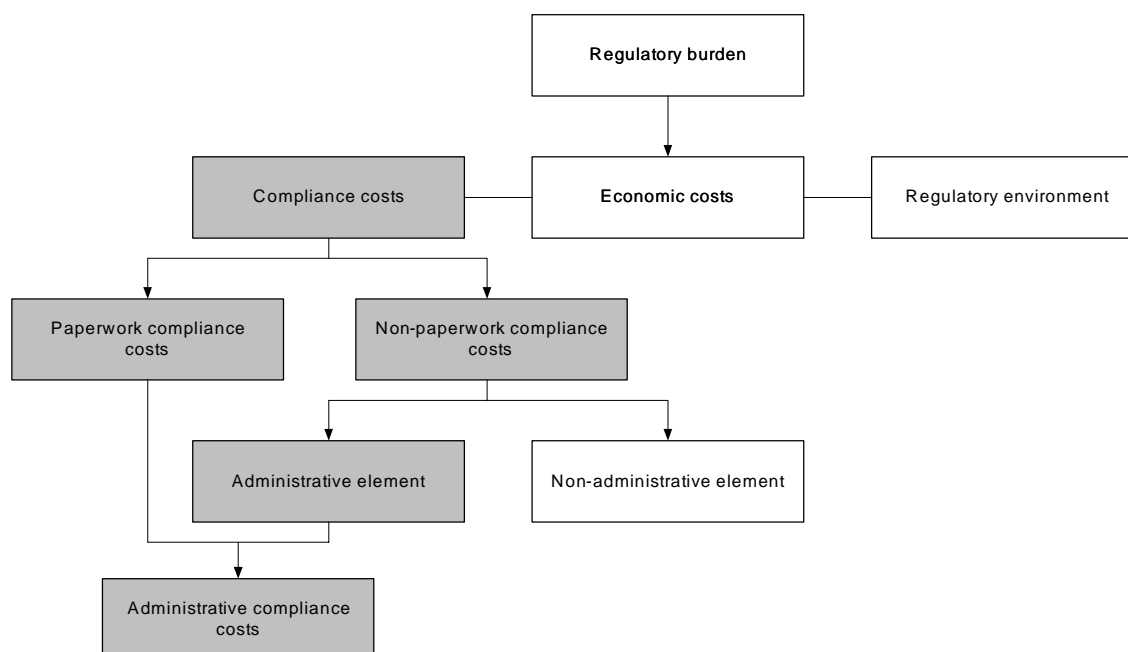 Regulatory burden
Compliance costs
Economic costs
Regulatory environment
Paperwork compliance
costs
Non-paperwork compliance
costs
Administrative element
Non-administrative element
Administrative compliance
costs